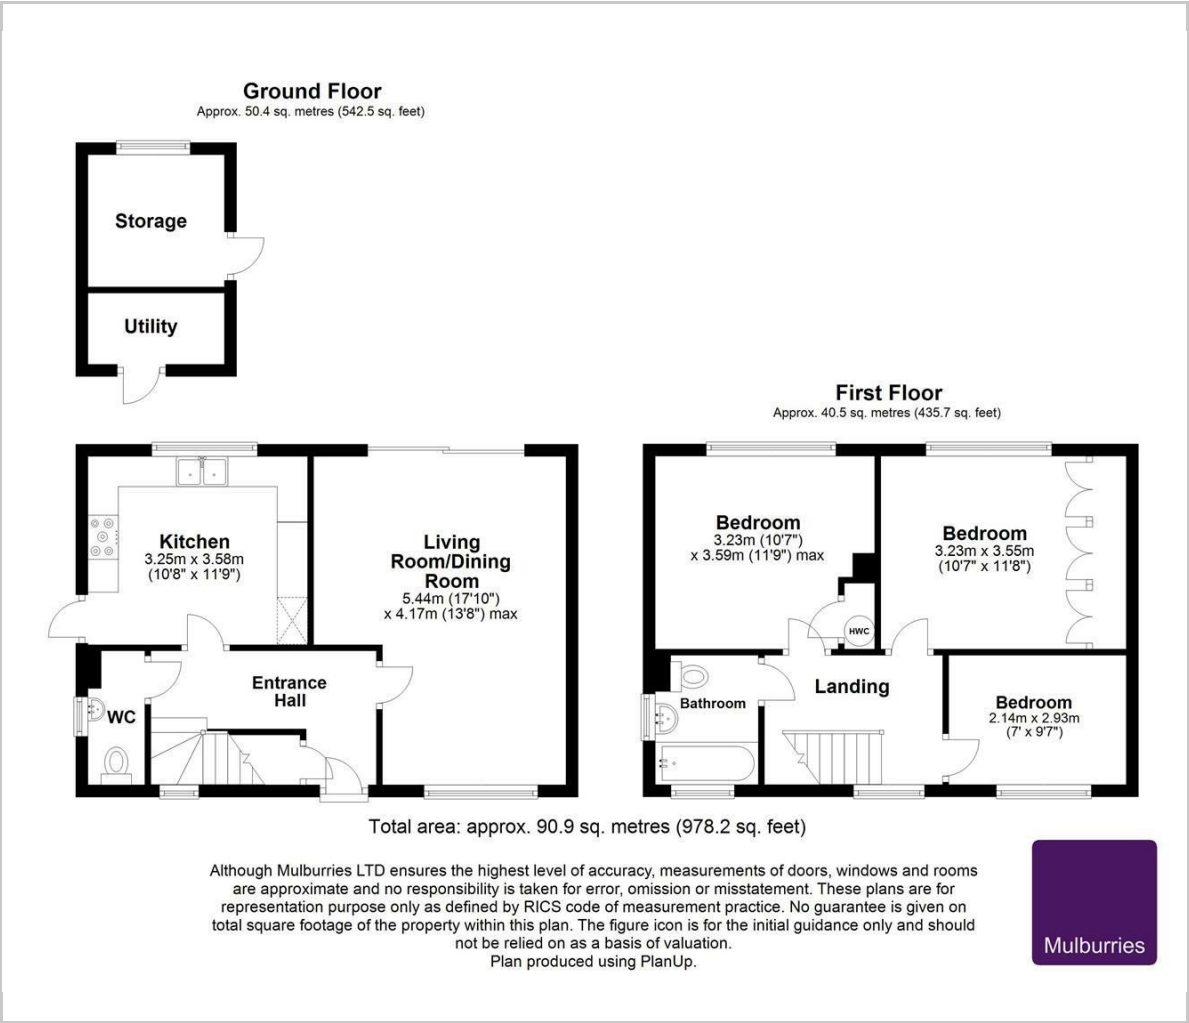 Ground Floor
Approx. 50.4 sq. metres (542.5 sq. feet)
Storage
Utility
First Floor
Approx. 40.5 sq. metres (435.7 sq. feet)
Kitchen
3.25m x 3.58m
(10'8" x 11'9")
Living
Room/Dining
Room
5.44m (17'10")
x 4.17m (13'8") max
Entrance
Hall
WC
Bedroom
3.23m (10'7")
x 3.59m (11'9") max
Bedroom
3.23m x 3.55m
(10'7" x 11'8")
HWC
Bathroom
Landing
Bedroom
2.14m x 2.93m
(7' x 9'7")
Total area: approx. 90.9 sq. metres (978.2 sq. feet)
Although Mulburries LTD ensures the highest level of accuracy, measurements of doors, windows and rooms
are approximate and no responsibility is taken for error, omission or misstatement. These plans are for
representation purpose only as defined by RICS code of measurement practice. No guarantee is given on
total square footage of the property within this plan. The figure icon is for the initial guidance only and should
not be relied on as a basis of valuation.
Plan produced using PlanUp.
Mulburries